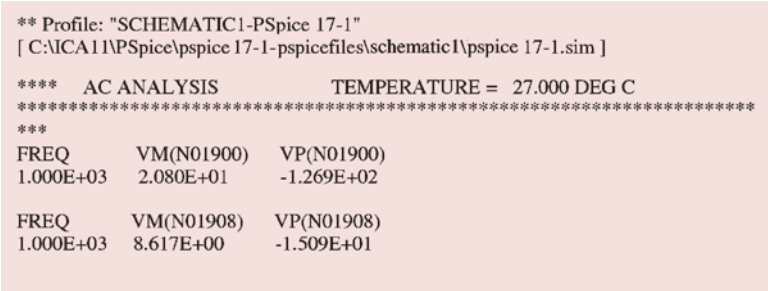 ** Profile: "SCHEMATIC1-PSpice 17-1"
[ C:\ICA11\PSpice\pspice 17-1-pspicefiles\schematic1\pspice 17-1.sim ]
**** AC ANALYSIS TEMPERATURE = 27.000 DEG C
************************************************************************
***
FREQ VM(N01900) VP(N01900)
1.000E+03 2.080E+01 -1.269E+02
FREQ VM(N01908) VP(N01908)
1.000E+03 8.617E+00 -1.509E+01